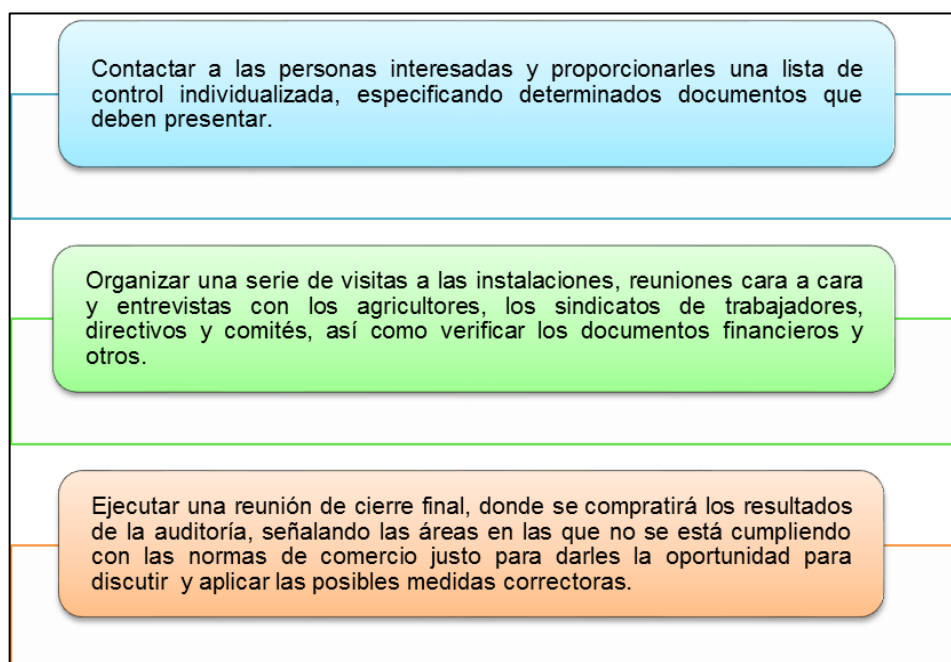 Contactar a las personas interesadas y proporcionarles una lista de
control individualizada, especificando determinados documentos que
deben presentar.
Organizar una serie de visitas a las instalaciones, reuniones cara a cara
y entrevistas con los agricultores, los sindicatos de trabajadores,
directivos y comités, así como verificar los documentos financieros y
otros.
Ejecutar una reunión de cierre final, donde se compratirá los resultados
de la auditoría, señalando las áreas en las que no se está cumpliendo
con las normas de comercio justo para darles la oportunidad para
discutir y aplicar las posibles medidas correctoras.